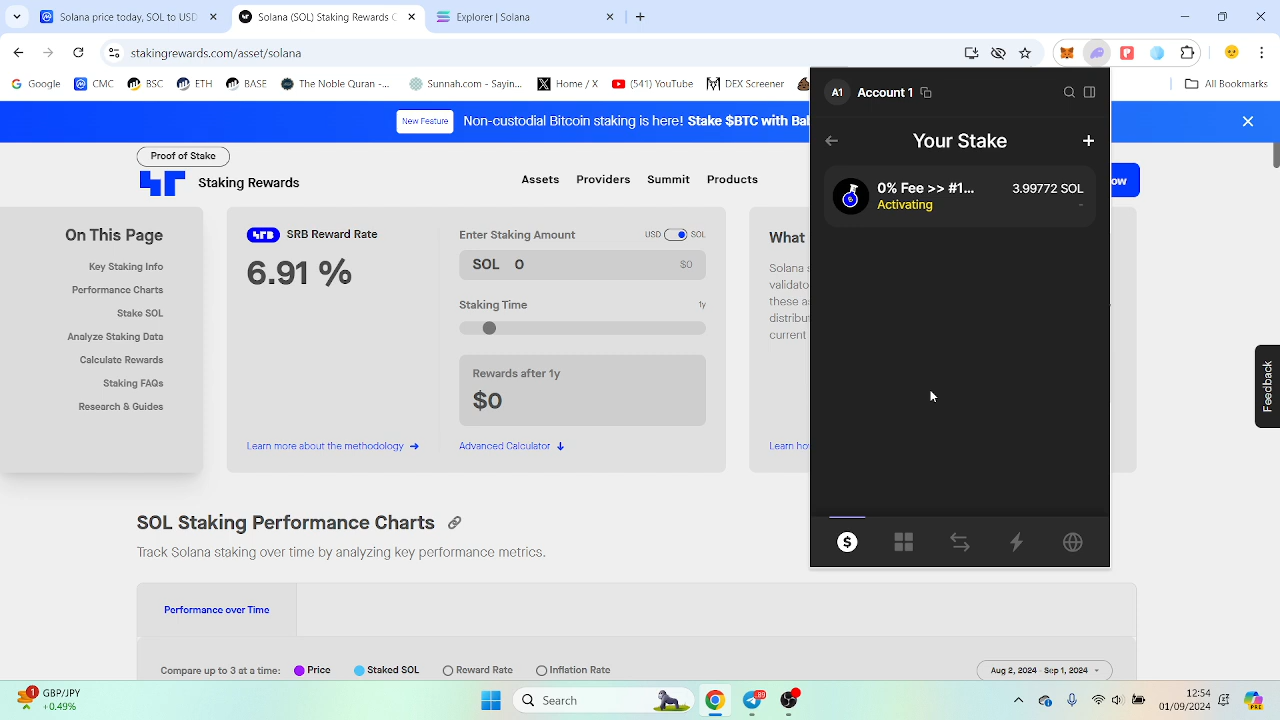 Solana price today, SOL to USD
Solana (SOL) Staking Rewards C
Explorer | Solana
stakingrewards.com/asset/solana
Google
CMC
BSC
ETH
BASE
The Noble Quran -...
Sunnah.com - Sayin...
Home / X
(541) YouTube
DEX Screener
All Bookmarks
New Feature
Non-custodial Bitcoin staking is here! Stake $BTC with Bal
Proof of Stake
Staking Rewards
Assets
Providers
Summit
Products
ow
On This Page
Key Staking Info
Performance Charts
Stake SOL
Analyze Staking Data
Calculate Rewards
Staking FAQs
Research & Guides
SRB Reward Rate
6.91 %
Learn more about the methodology →
Enter Staking Amount
USD
SOL
SOL 0
$0
Staking Time
1y
Rewards after 1y
$0
Advanced Calculator ↓
What
Solana s
validato
these a
distribu
current
Learn ho
A1
Account 1
Your Stake
+
0% Fee >> #1...
3.99772 SOL
Activating
-
Feedback
SOL Staking Performance Charts
Track Solana staking over time by analyzing key performance metrics.
Performance over Time
Compare up to 3 at a time:
Price
Staked SOL
Reward Rate
Inflation Rate
Aug 2, 2024 - Sep 1, 2024
1
GBP/JPY
+0.49%
Search
89
12:54
01/09/2024